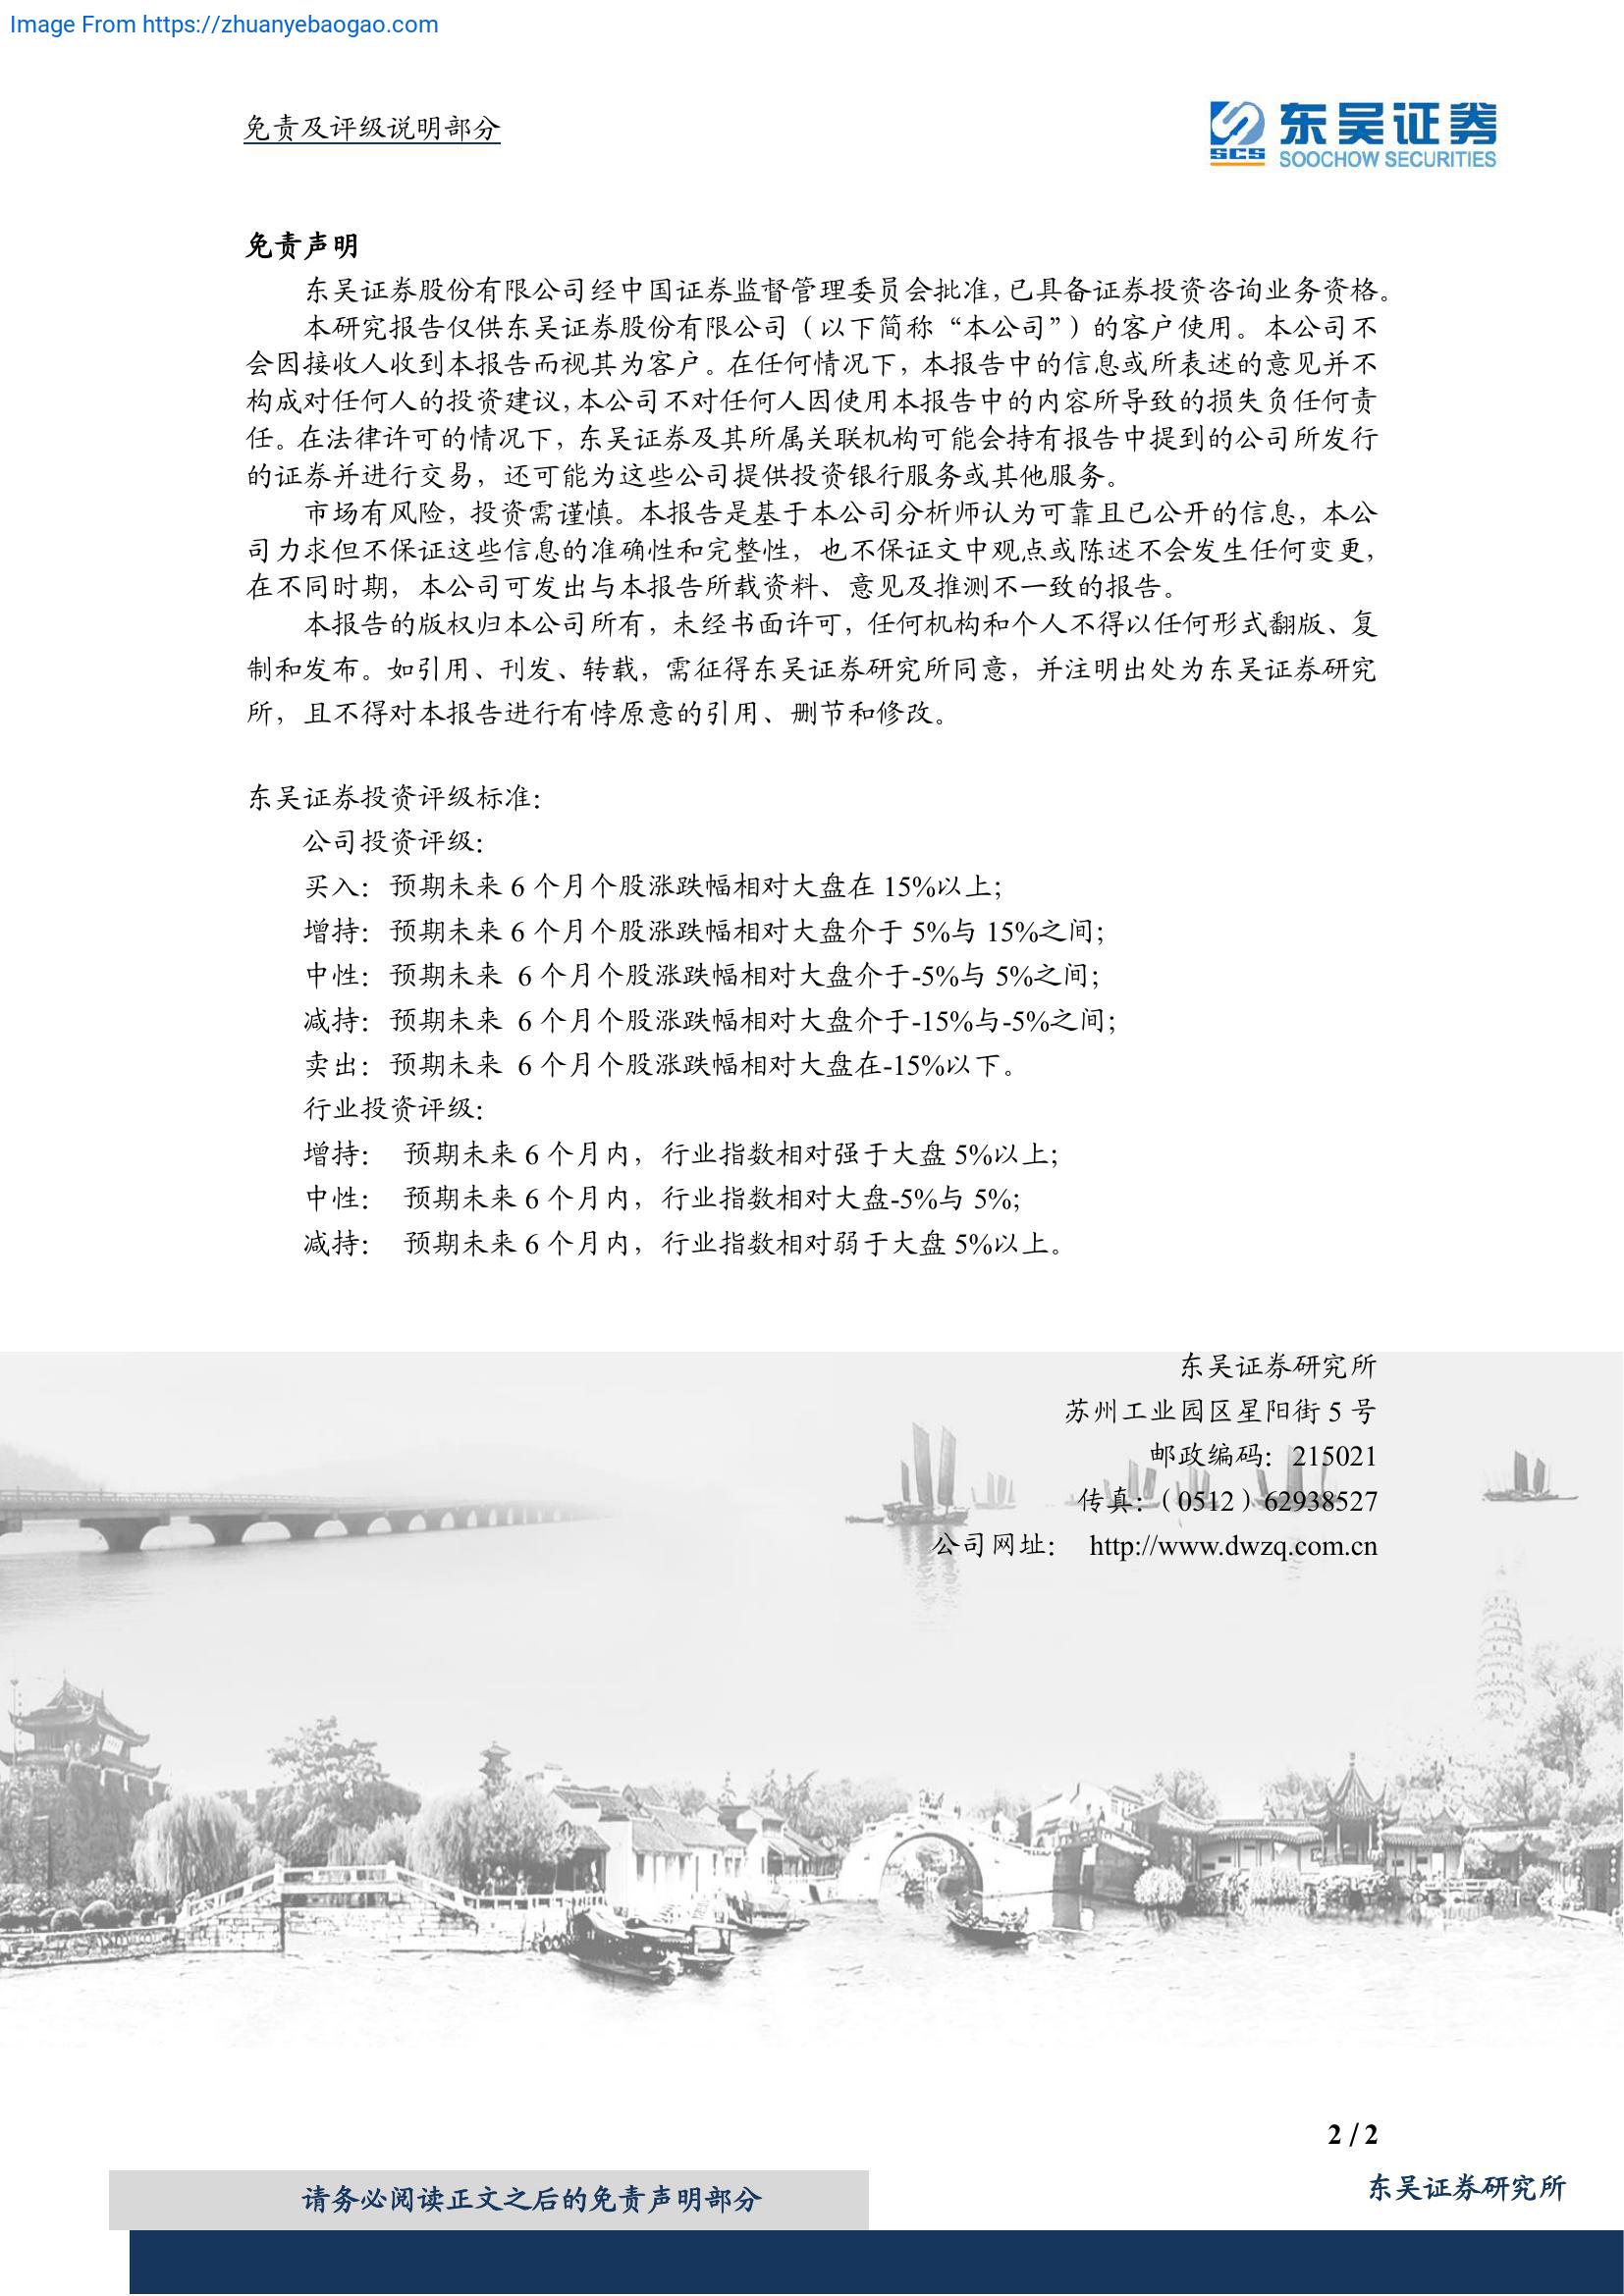 Image From https://zhuanyebaogao.com
免责及评级说明部分
SCS
东吴证券
SOOCHOW SECURITIES
免责声明
东吴证券股份有限公司经中国证券监督管理委员会批准，已具备证券投资咨询业务资格。
本研究报告仅供东吴证券股份有限公司（以下简称“本公司”）的客户使用。本公司不
会因接收人收到本报告而视其为客户。在任何情况下，本报告中的信息或所表述的意见并不
构成对任何人的投资建议，本公司不对任何人因使用本报告中的内容所导致的损失负任何责
任。在法律许可的情况下，东吴证券及其所属关联机构可能会持有报告中提到的公司所发行
的证券并进行交易，还可能为这些公司提供投资银行服务或其他服务。
市场有风险，投资需谨慎。本报告是基于本公司分析师认为可靠且已公开的信息，本公
司力求但不保证这些信息的准确性和完整性，也不保证文中观点或陈述不会发生任何变更，
在不同时期，本公司可发出与本报告所载资料、意见及推测不一致的报告。
本报告的版权归本公司所有，未经书面许可，任何机构和个人不得以任何形式翻版、复
制和发布。如引用、刊发、转载，需征得东吴证券研究所同意，并注明出处为东吴证券研究
所，且不得对本报告进行有悖原意的引用、删节和修改。
东吴证券投资评级标准：
公司投资评级：
买入：预期未来 6 个月个股涨跌幅相对大盘在 15%以上；
增持：预期未来 6 个月个股涨跌幅相对大盘介于 5%与 15%之间；
中性：预期未来 6 个月个股涨跌幅相对大盘介于-5%与 5%之间；
减持：预期未来 6 个月个股涨跌幅相对大盘介于-15%与-5%之间；
卖出：预期未来 6 个月个股涨跌幅相对大盘在-15%以下。
行业投资评级：
增持： 预期未来 6 个月内，行业指数相对强于大盘 5%以上；
中性： 预期未来 6 个月内，行业指数相对大盘-5%与 5%；
减持： 预期未来 6 个月内，行业指数相对弱于大盘 5%以上。
东吴证券研究所
苏州工业园区星阳街 5 号
邮政编码：215021
传真：（0512）62938527
公司网址： http://www.dwzq.com.cn
2 / 2
请务必阅读正文之后的免责声明部分
东吴证券研究所